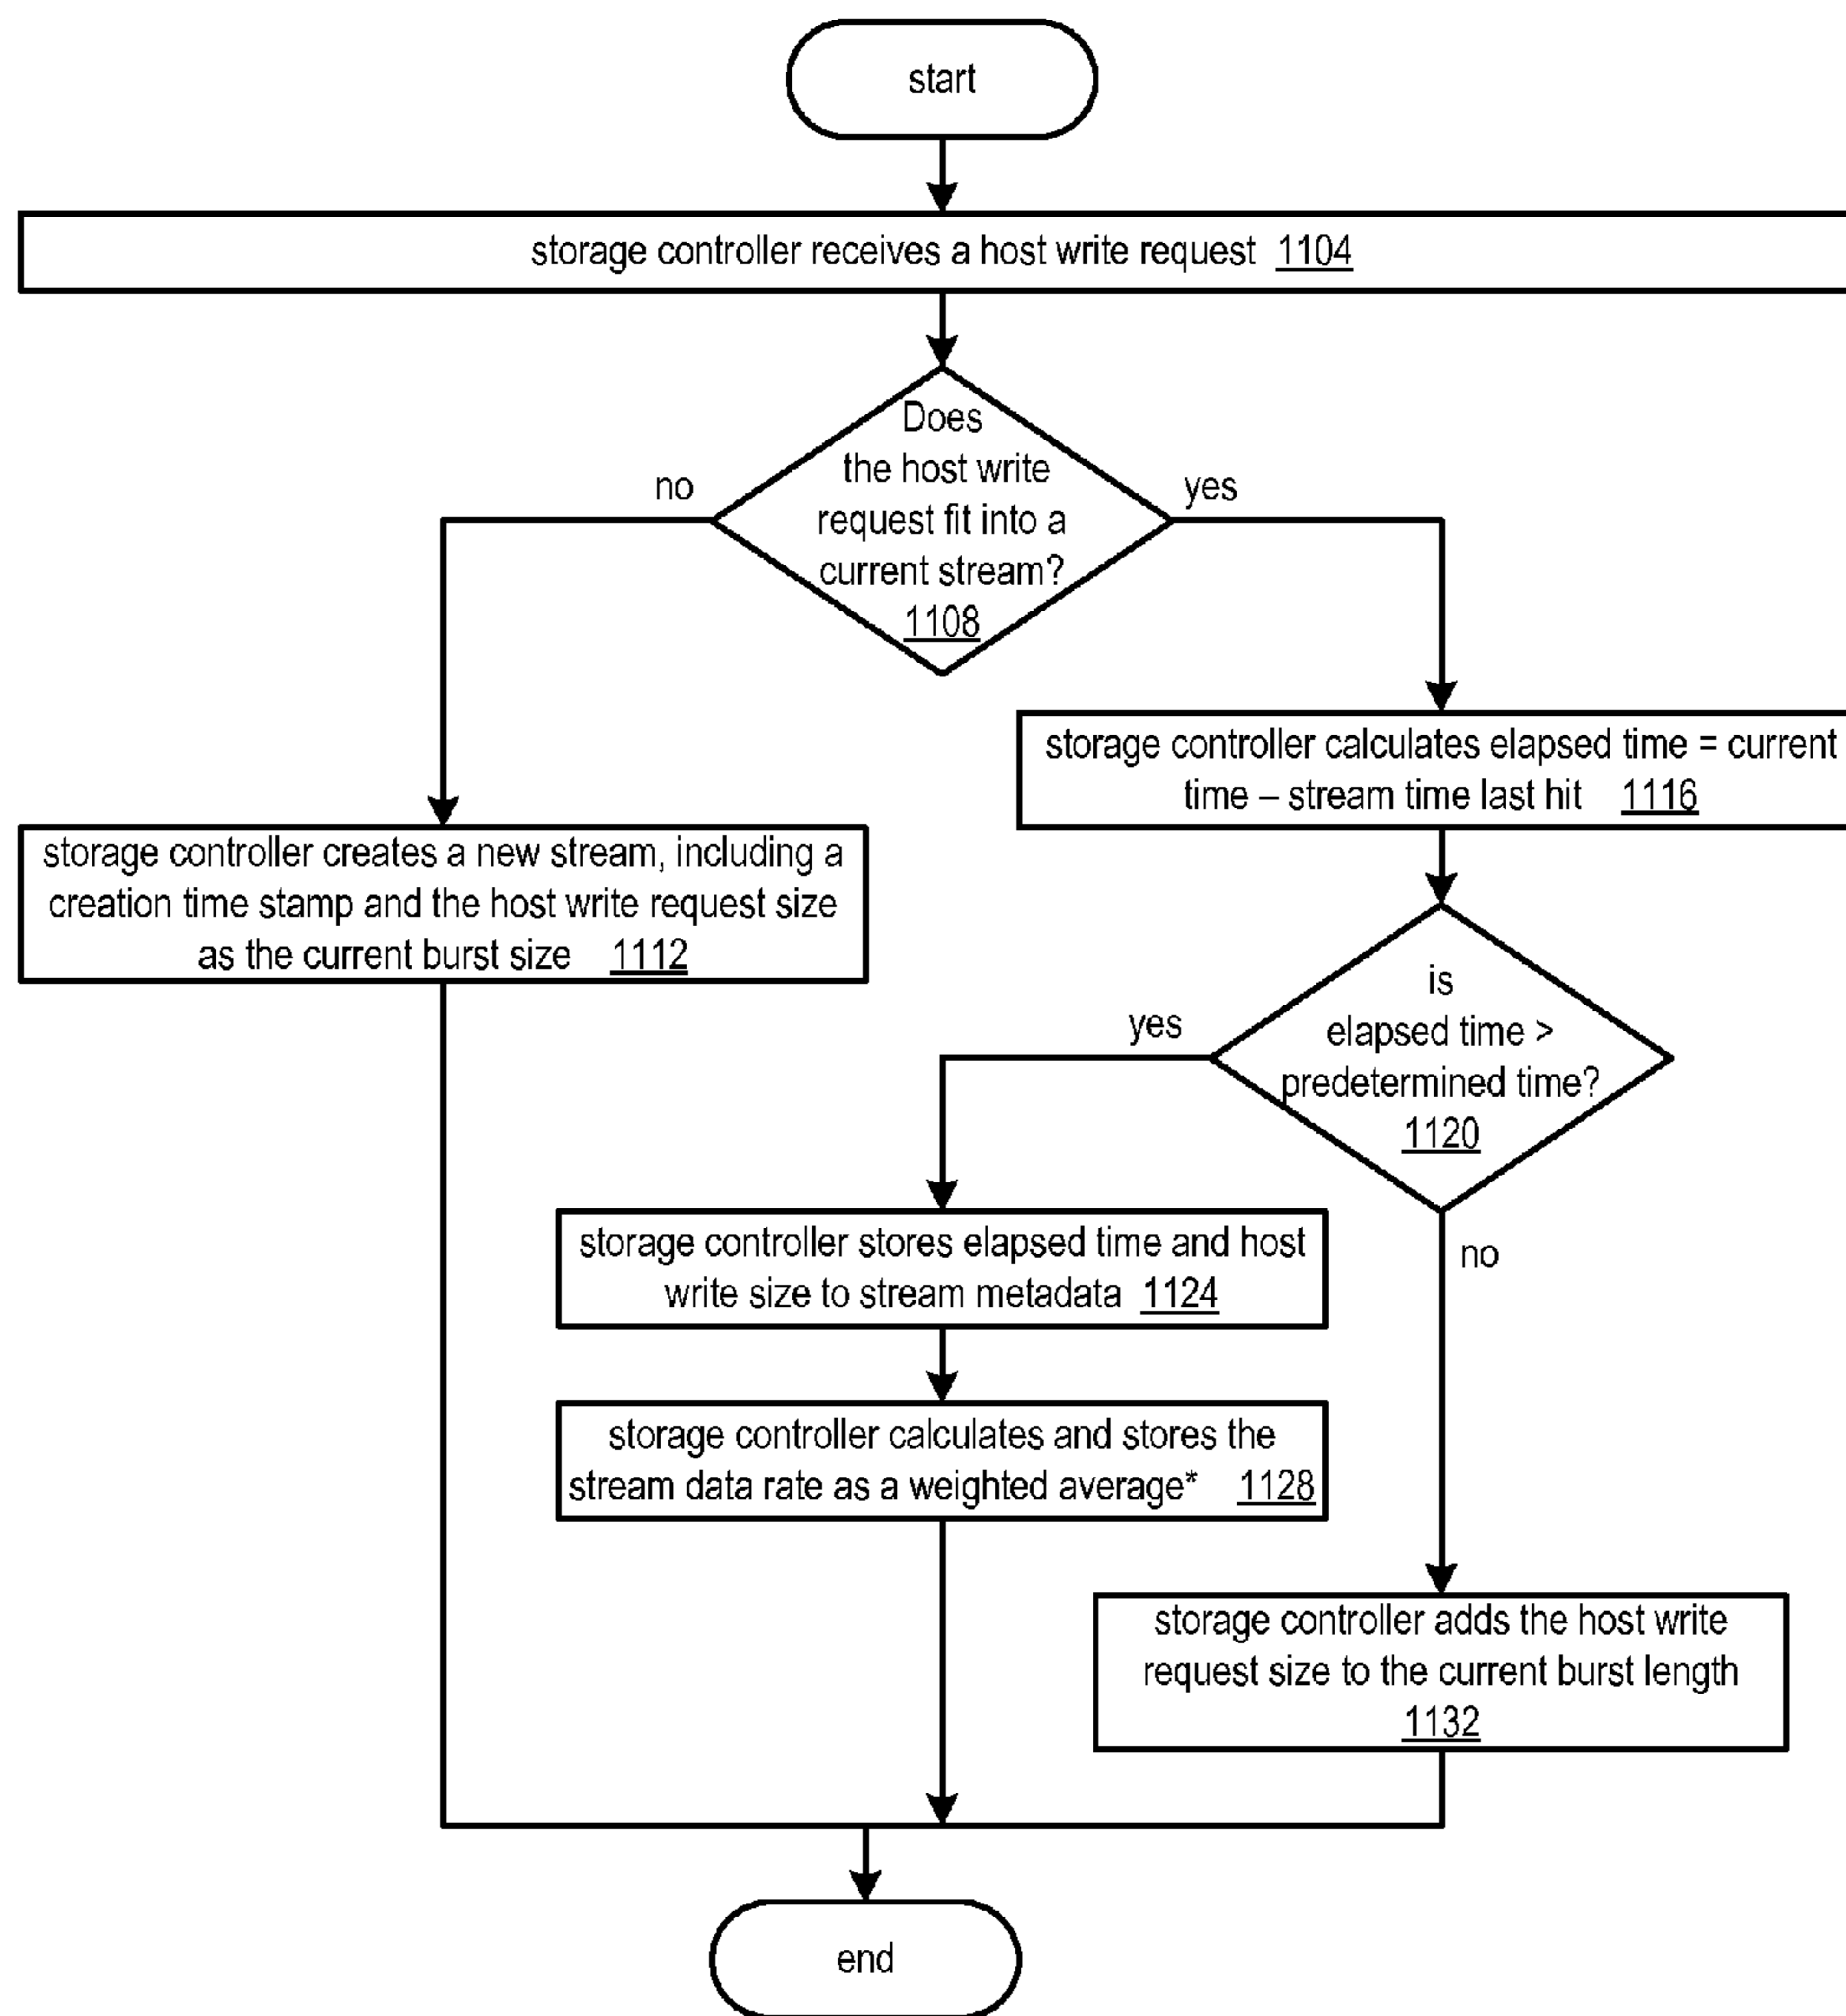 start
storage controller receives a host write request 1104
Does
the host write
request fit into a
current stream?
1108
no
yes
storage controller calculates elapsed time = current
time – stream time last hit 1116
storage controller creates a new stream, including a
creation time stamp and the host write request size
as the current burst size 1112
is
elapsed time >
predetermined time?
1120
yes
no
storage controller stores elapsed time and host
write size to stream metadata 1124
storage controller calculates and stores the
stream data rate as a weighted average* 1128
storage controller adds the host write
request size to the current burst length
1132
end